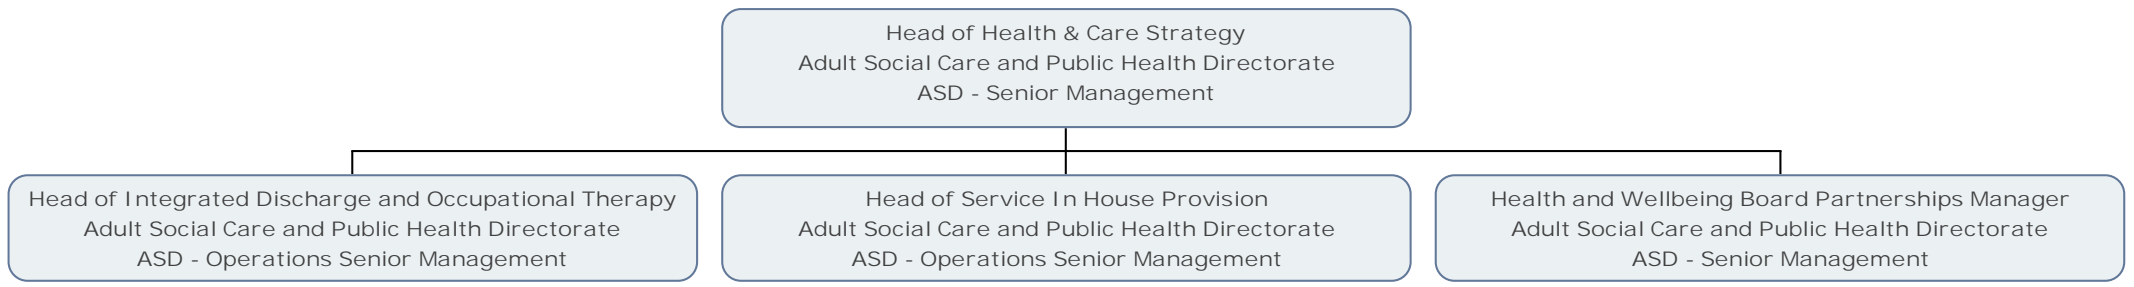 Head of Health & Care Strategy
Adult Social Care and Public Health Directorate
ASD - Senior Management
Head of Integrated Discharge and Occupational Therapy
Adult Social Care and Public Health Directorate
ASD - Operations Senior Management
Head of Service In House Provision
Adult Social Care and Public Health Directorate
ASD - Operations Senior Management
Health and Wellbeing Board Partnerships Manager
Adult Social Care and Public Health Directorate
ASD - Senior Management